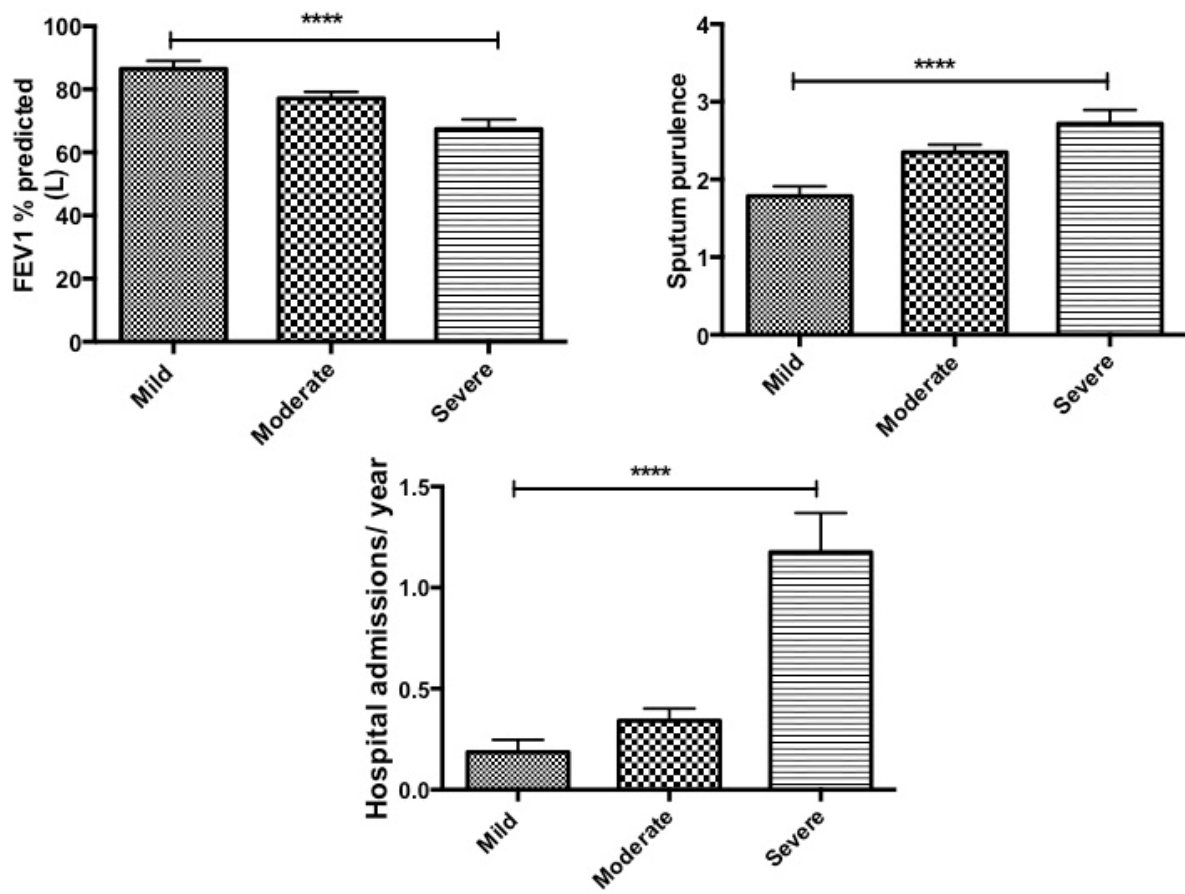 ****
100
80
60
40
20
0
FEV1 % predicted
(L)
Mild
Moderate
Severe
****
4
3
2
1
0
Sputum purulence
Mild
Moderate
Severe
****
1.5
1.0
0.5
0.0
Hospital admissions/ year
Mild
Moderate
Severe